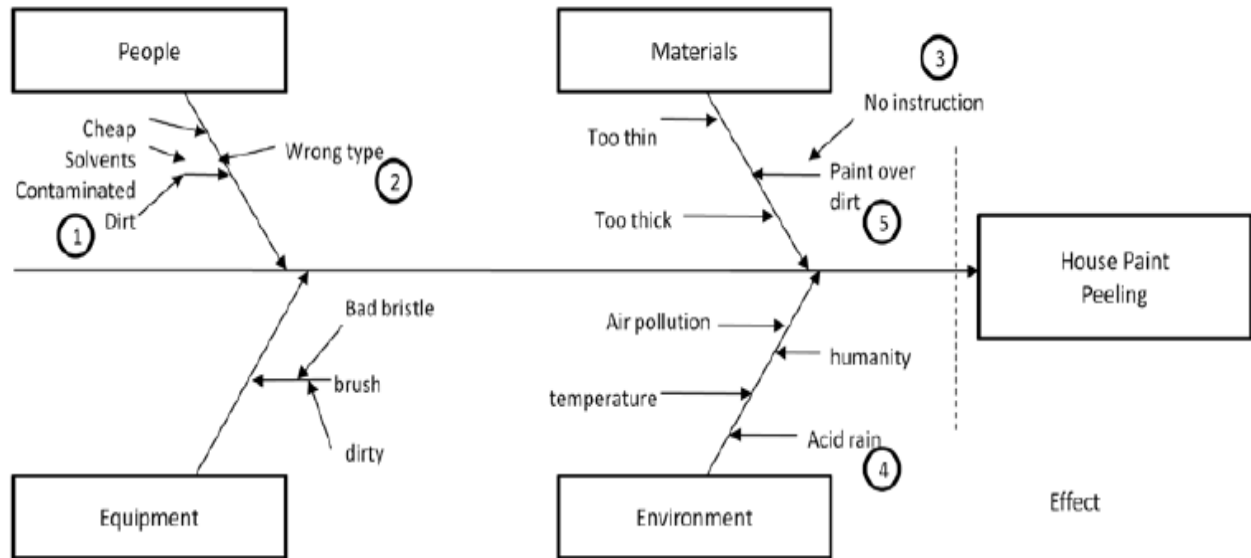 People
Materials
3
No instruction
Cheap
Solvents
Contaminated
Dirt
1
Wrong type
2
Too thin
Too thick
Paint over
dirt
5
House Paint
Peeling
Bad bristle
brush
dirty
Air pollution
humanity
temperature
Acid rain
4
Equipment
Environment
Effect